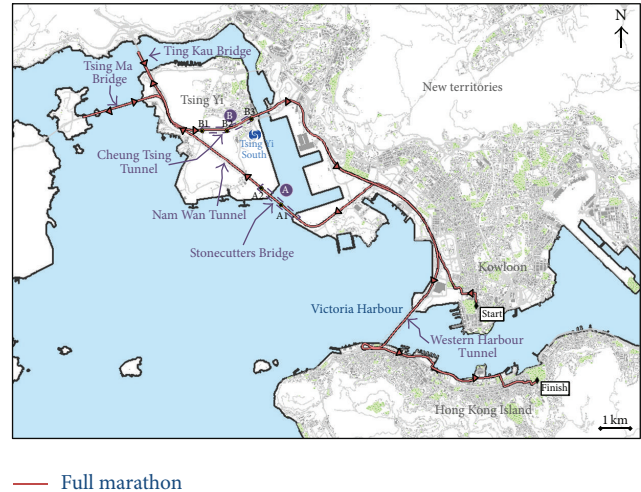 N
Ting Kau Bridge
Tsing Ma
Bridge
New territories
Tsing Yi
B
B3
B1
B2
Tsing Yi
South
Cheung Tsing
Tunnel
A
A2
Nam Wan Tunnel
A1
Stonecutters Bridge
Kowloon
Victoria Harbour
Start
Western Harbour
Tunnel
Finish
Hong Kong Island
1 km
Full marathon